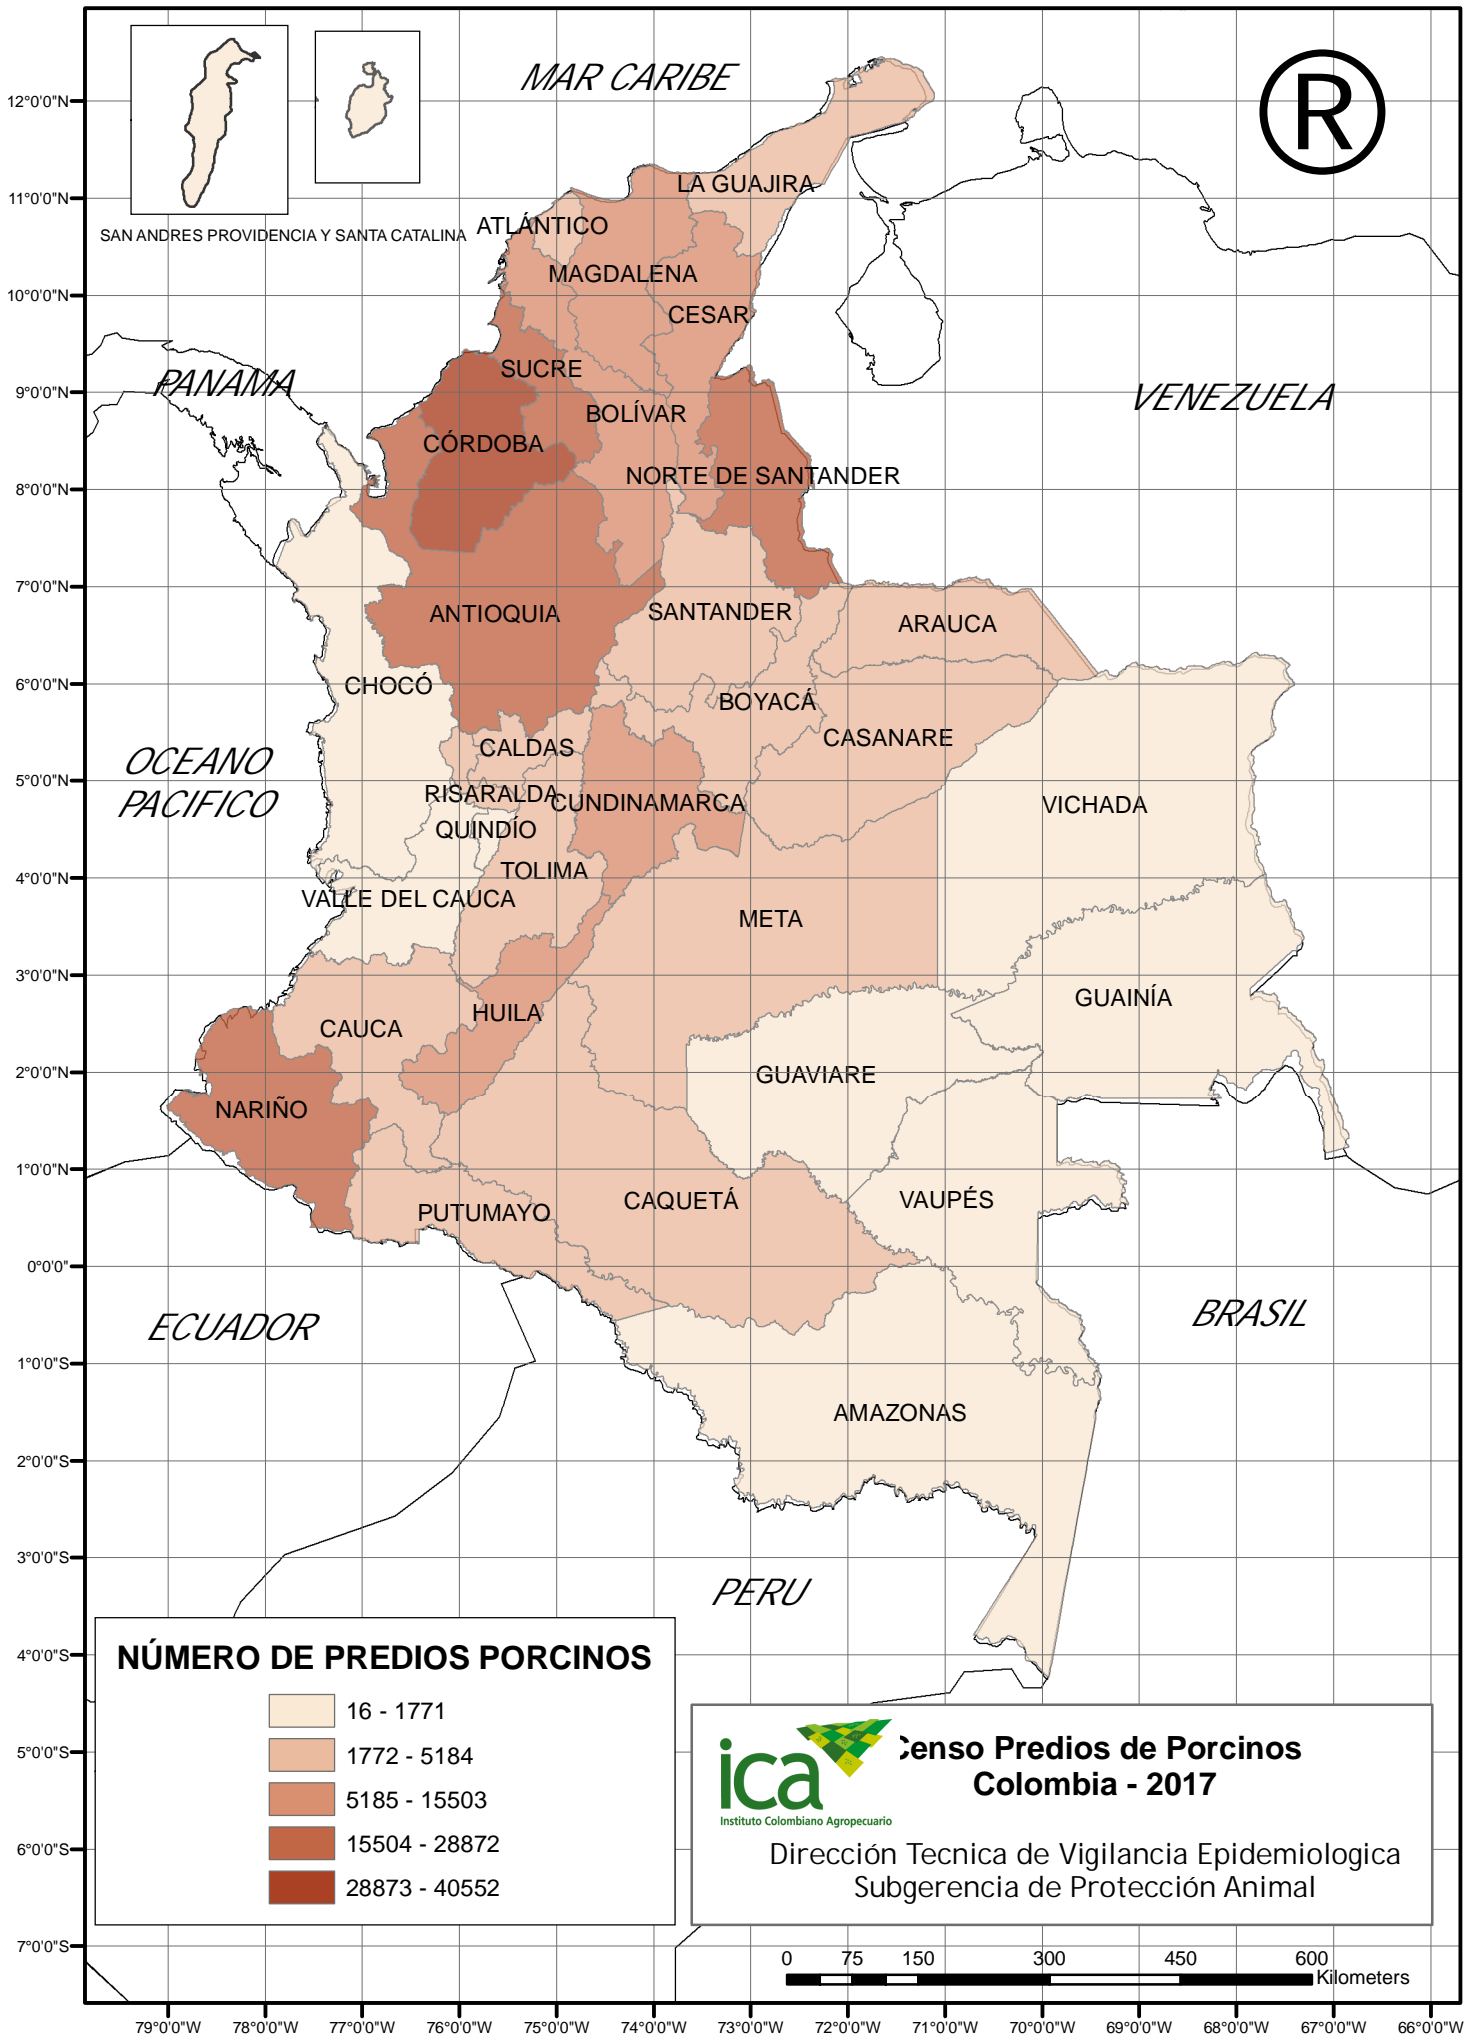 MAR CARIBE
®
12°0'0"N
LA GUAJIRA
11°0'0"N
SAN ANDRES PROVIDENCIA Y SANTA CATALINA
ATLÁNTICO
MAGDALENA
10°0'0"N
CESAR
SUCRE
PANAMA
9°0'0"N
VENEZUELA
BOLÍVAR
CÓRDOBA
NORTE DE SANTANDER
8°0'0"N
7°0'0"N
ANTIOQUIA
SANTANDER
ARAUCA
CHOCÓ
6°0'0"N
BOYACÁ
CASANARE
CALDAS
OCEANO
PACIFICO
5°0'0"N
RISARALDA
CUNDINAMARCA
VICHADA
QUINDÍO
TOLIMA
4°0'0"N
VALLE DEL CAUCA
META
3°0'0"N
GUAINÍA
HUILA
CAUCA
2°0'0"N
GUAVIARE
NARIÑO
1°0'0"N
CAQUETÁ
VAUPÉS
PUTUMAYO
0°0'0"
ECUADOR
BRASIL
1°0'0"S
AMAZONAS
2°0'0"S
3°0'0"S
PERU
4°0'0"S
5°0'0"S
6°0'0"S
7°0'0"S
NÚMERO DE PREDIOS PORCINOS
16 - 1771
1772 - 5184
5185 - 15503
15504 - 28872
28873 - 40552
ica
Instituto Colombiano Agropecuario
Censo Predios de Porcinos
Colombia - 2017
Dirección Tecnica de Vigilancia Epidemiologica
Subgerencia de Protección Animal
0 75 150 300 450 600
Kilometers
79°0'0"W 78°0'0"W 77°0'0"W 76°0'0"W 75°0'0"W 74°0'0"W 73°0'0"W 72°0'0"W 71°0'0"W 70°0'0"W 69°0'0"W 68°0'0"W 67°0'0"W 66°0'0"W